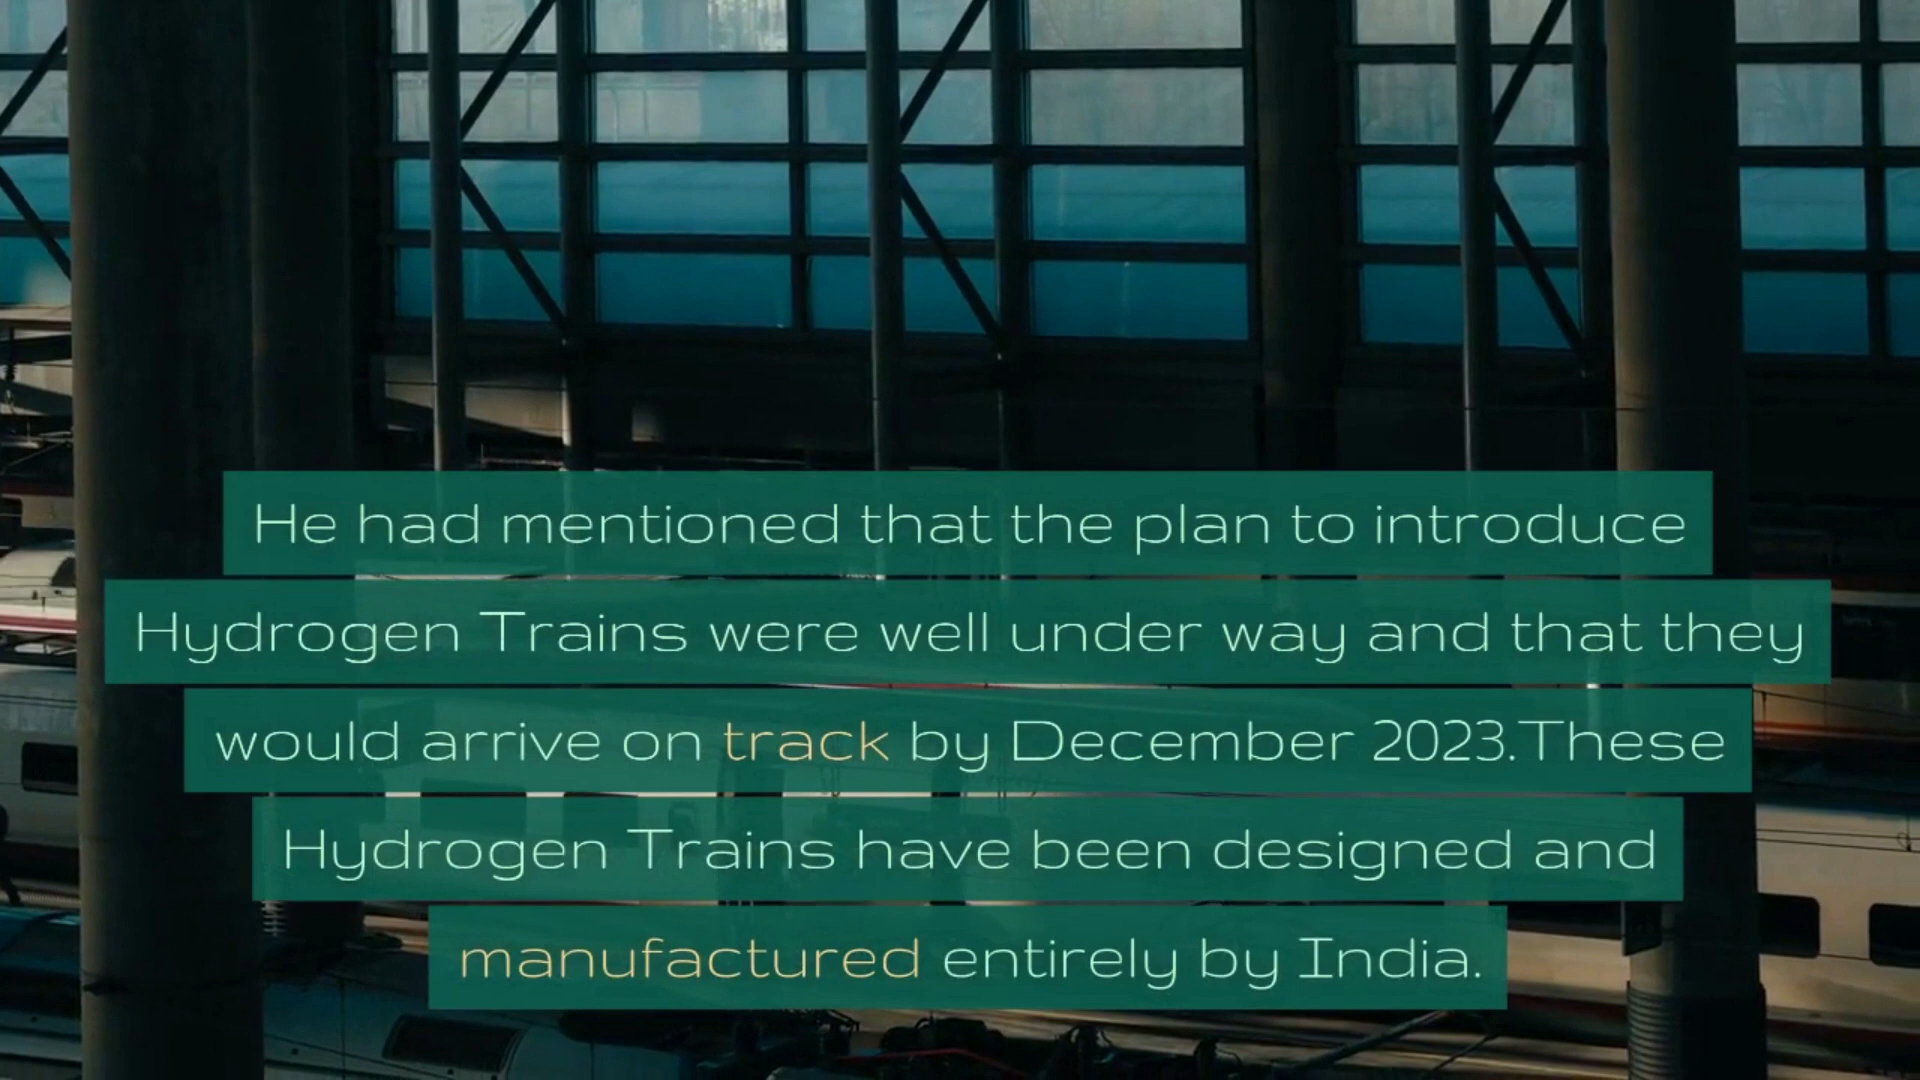 He had mentioned that the plan to introduce
Hydrogen Trains were well under way and that they
would arrive on track by December 2023.These
Hydrogen Trains have been designed and
manufactured entirely by India.